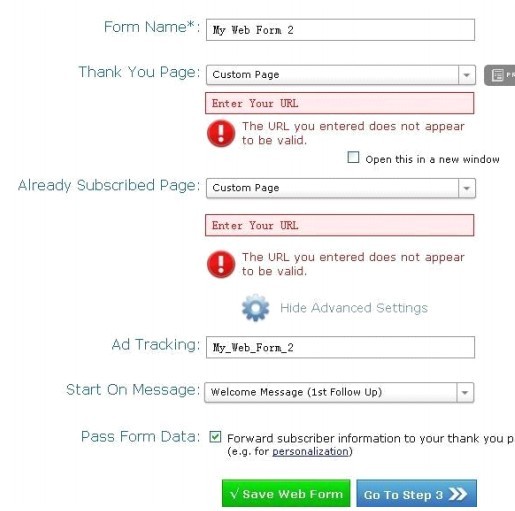 Form Name*: My Web Form 2
Thank You Page: Custom Page
Enter Your URL
The URL you entered does not appear
to be valid.
Open this in a new window
Already Subscribed Page: Custom Page
Enter Your URL
The URL you entered does not appear
to be valid.
Hide Advanced Settings
Ad Tracking: My_Web_Form_2
Start On Message: Welcome Message (1st Follow Up)
Pass Form Data: Forward subscriber information to your thank you p
(e.g. for personalization)
√ Save Web Form Go To Step 3